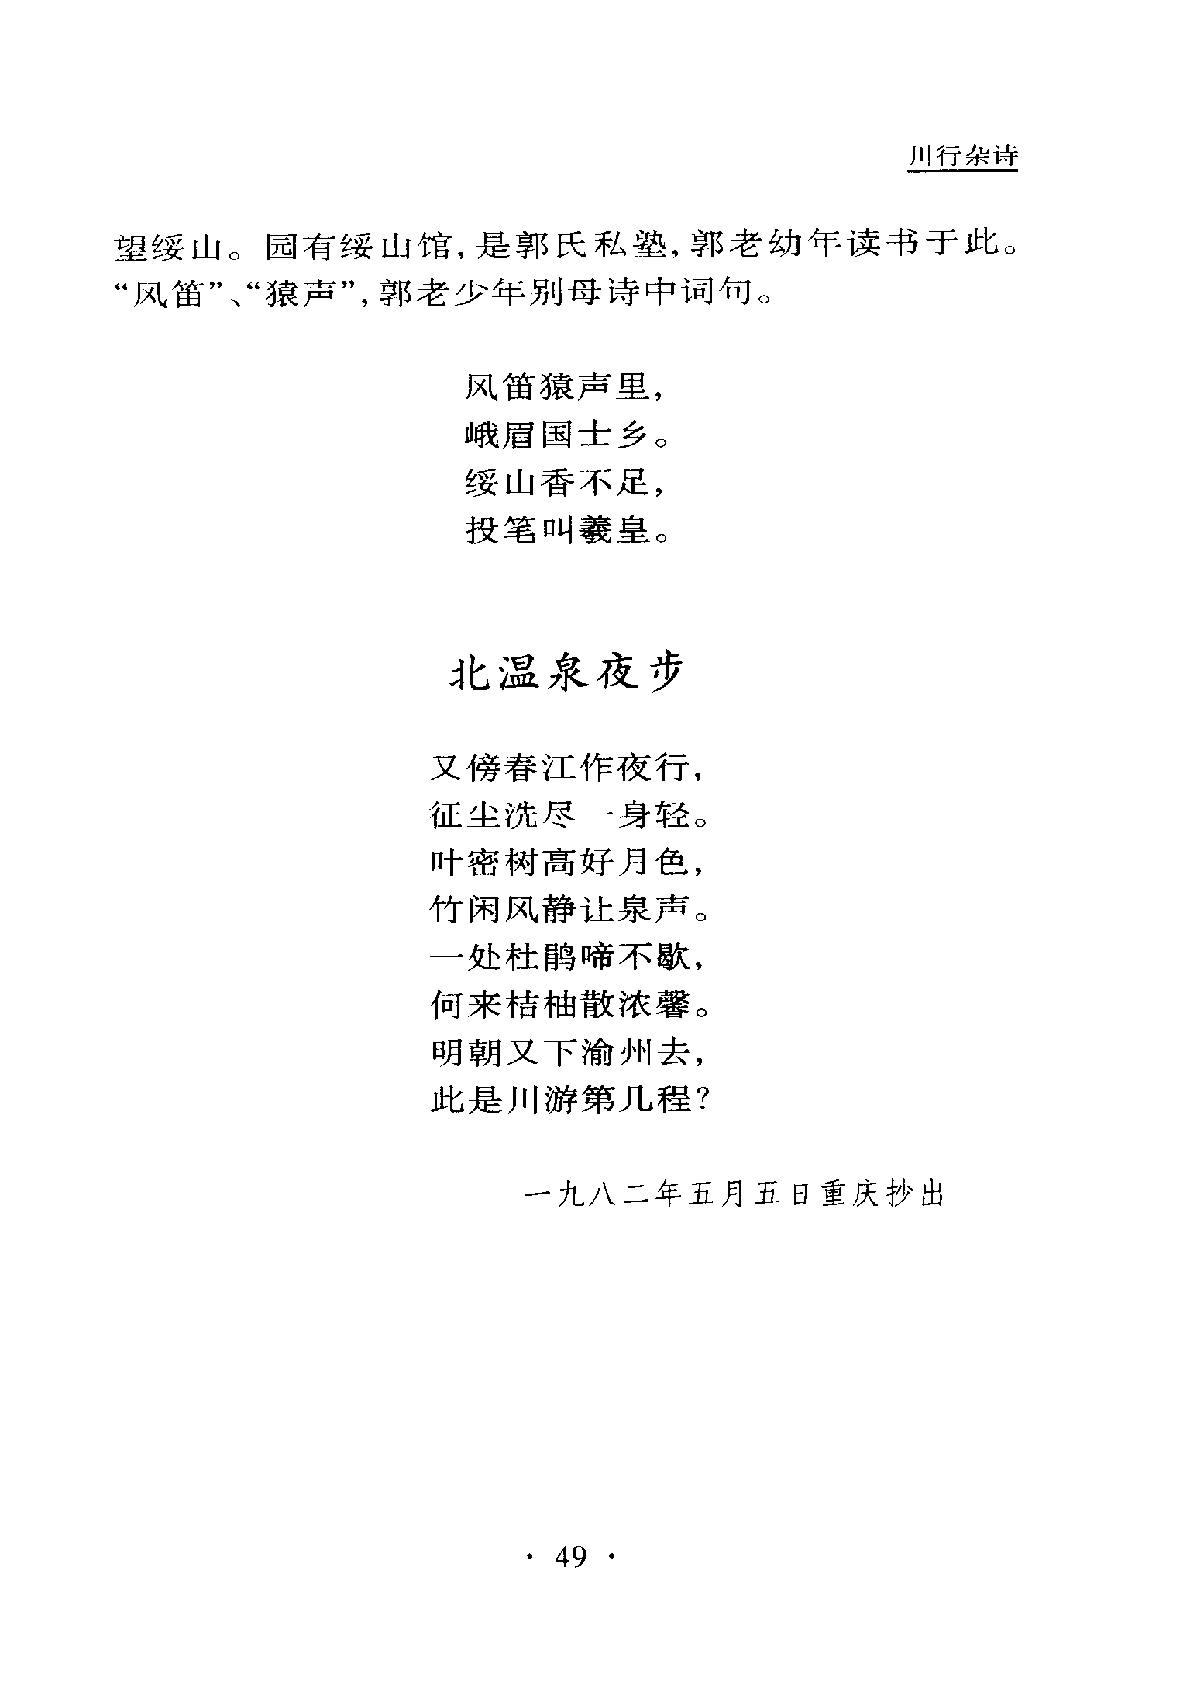 川行杂诗
望绥山。园有绥山馆,是郭氏私塾,郭老幼年读书于此。
“风笛”、“猿声”,郭老少年别母诗中词句。
风笛猿声里,
峨眉国士乡。
绥山香不足,
投笔叫羲皇。
北温泉夜步
又傍春江作夜行,
征尘洗尽一身轻。
叶密树高好月色,
竹闲风静让泉声。
一处杜鹃啼不歇,
何来桔柚散浓馨。
明朝又下渝州去,
此是川游第几程?
一九八二年五月五日重庆抄出
· 49 ·